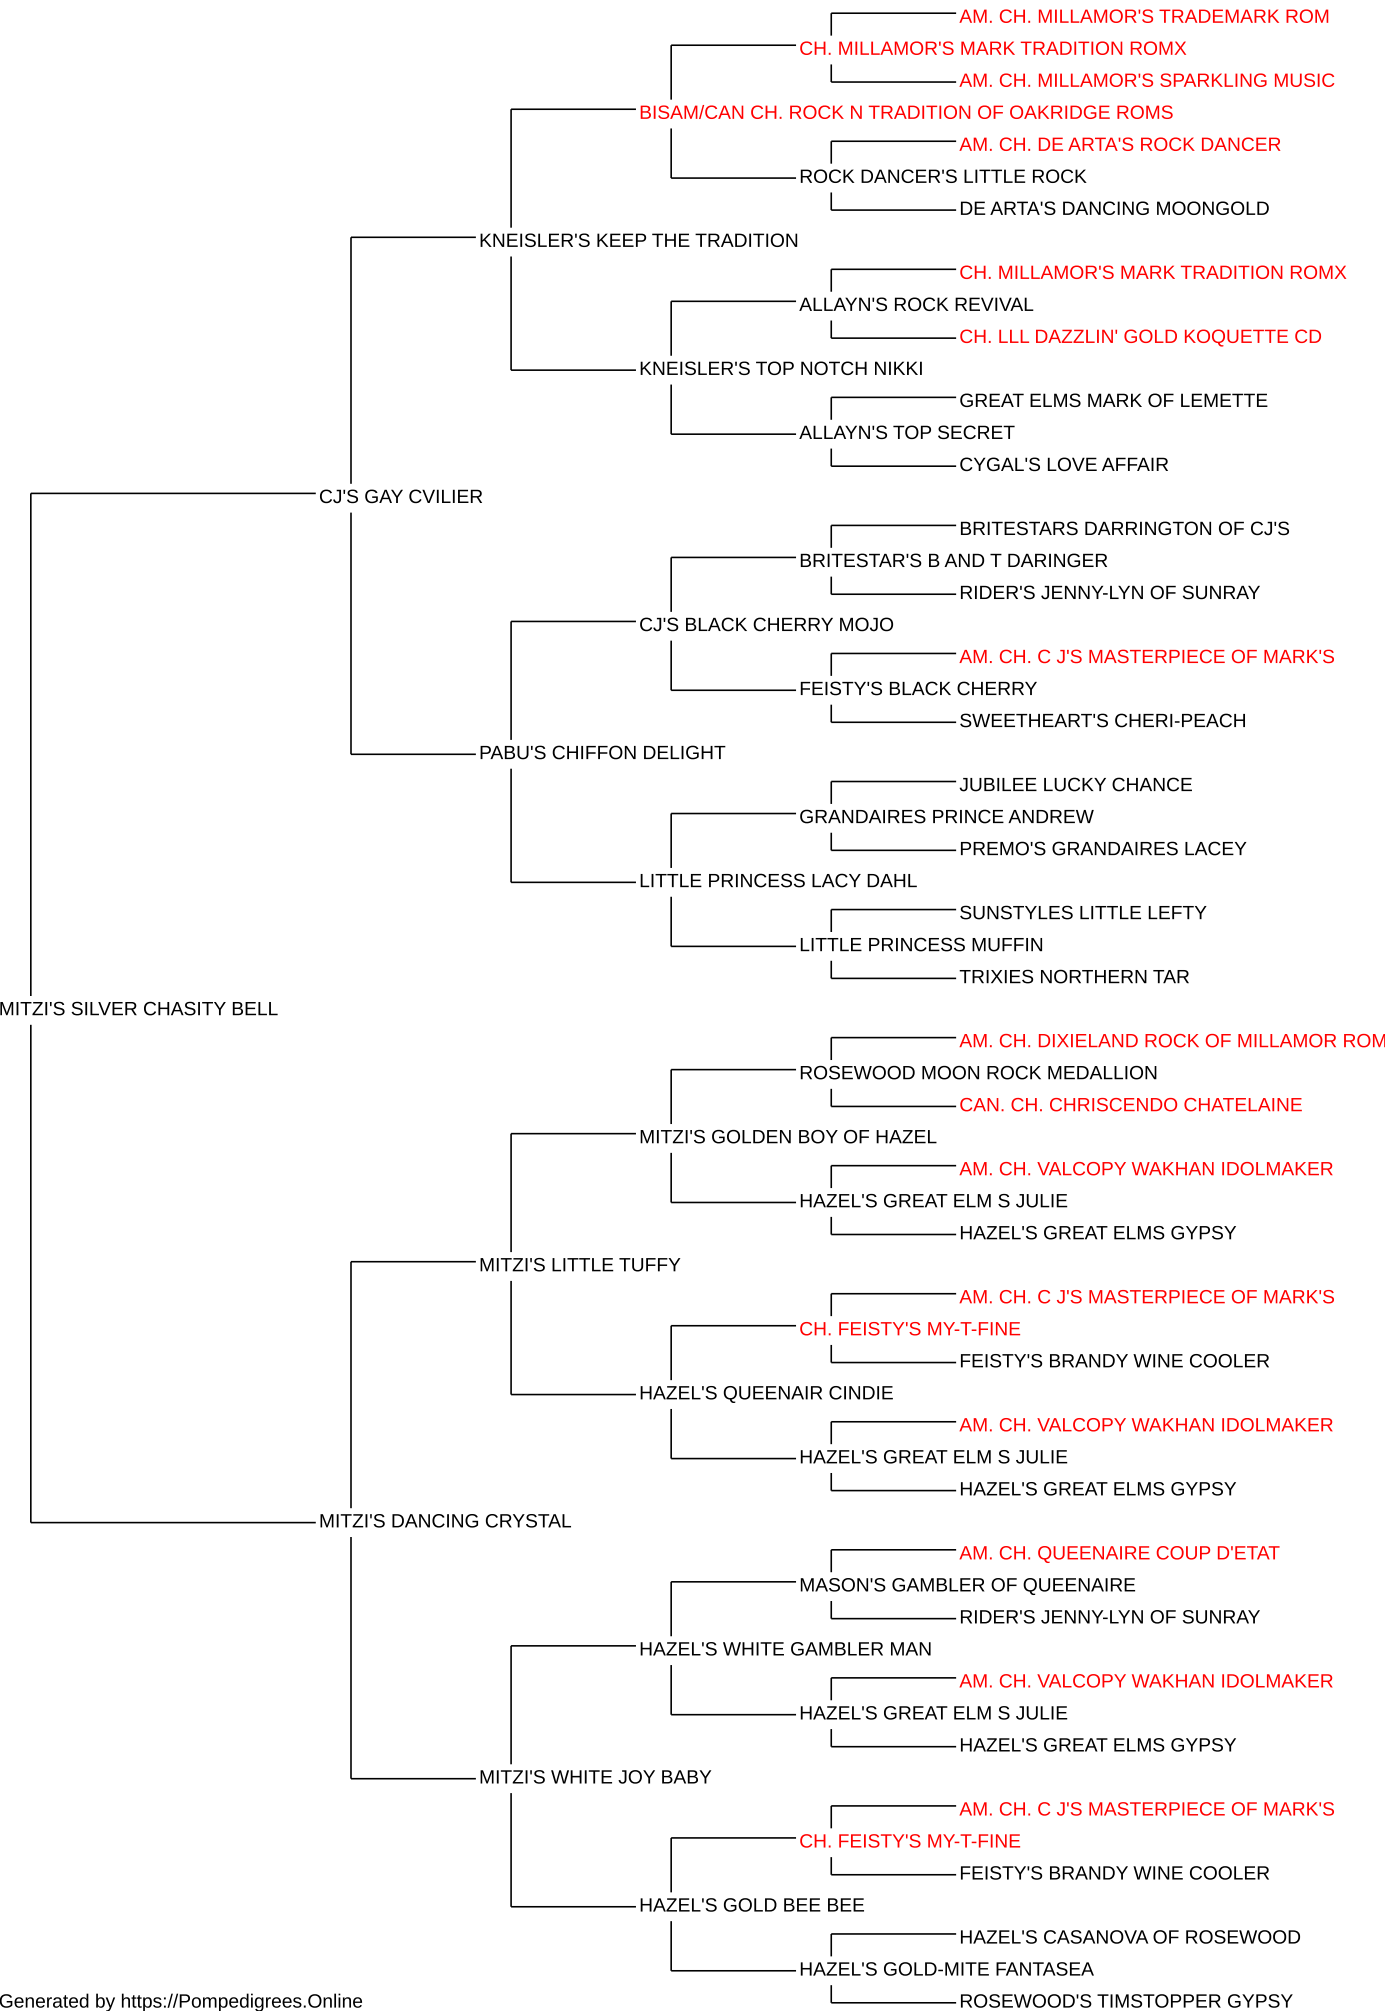 AM. CH. MILLAMOR'S TRADEMARK ROM
CH. MILLAMOR'S MARK TRADITION ROMX
AM. CH. MILLAMOR'S SPARKLING MUSIC
BISAM/CAN CH. ROCK N TRADITION OF OAKRIDGE ROMS
AM. CH. DE ARTA'S ROCK DANCER
ROCK DANCER'S LITTLE ROCK
DE ARTA'S DANCING MOONGOLD
KNEISLER'S KEEP THE TRADITION
CH. MILLAMOR'S MARK TRADITION ROMX
ALLAYN'S ROCK REVIVAL
CH. LLL DAZZLIN' GOLD KOQUETTE CD
KNEISLER'S TOP NOTCH NIKKI
GREAT ELMS MARK OF LEMETTE
ALLAYN'S TOP SECRET
CYGAL'S LOVE AFFAIR
CJ'S GAY CVILIER
BRITESTARS DARRINGTON OF CJ'S
BRITESTAR'S B AND T DARINGER
RIDER'S JENNY-LYN OF SUNRAY
CJ'S BLACK CHERRY MOJO
AM. CH. C J'S MASTERPIECE OF MARK'S
FEISTY'S BLACK CHERRY
SWEETHEART'S CHERI-PEACH
PABU'S CHIFFON DELIGHT
JUBILEE LUCKY CHANCE
GRANDAIRES PRINCE ANDREW
PREMO'S GRANDAIRES LACEY
LITTLE PRINCESS LACY DAHL
SUNSTYLES LITTLE LEFTY
LITTLE PRINCESS MUFFIN
TRIXIES NORTHERN TAR
MITZI'S SILVER CHASITY BELL
AM. CH. DIXIELAND ROCK OF MILLAMOR ROM
ROSEWOOD MOON ROCK MEDALLION
CAN. CH. CHRISCENDO CHATELAINE
MITZI'S GOLDEN BOY OF HAZEL
AM. CH. VALCOPY WAKHAN IDOLMAKER
HAZEL'S GREAT ELM S JULIE
HAZEL'S GREAT ELMS GYPSY
MITZI'S LITTLE TUFFY
AM. CH. C J'S MASTERPIECE OF MARK'S
CH. FEISTY'S MY-T-FINE
FEISTY'S BRANDY WINE COOLER
HAZEL'S QUEENAIR CINDIE
AM. CH. VALCOPY WAKHAN IDOLMAKER
HAZEL'S GREAT ELM S JULIE
HAZEL'S GREAT ELMS GYPSY
MITZI'S DANCING CRYSTAL
AM. CH. QUEENAIRE COUP D'ETAT
MASON'S GAMBLER OF QUEENAIRE
RIDER'S JENNY-LYN OF SUNRAY
HAZEL'S WHITE GAMBLER MAN
AM. CH. VALCOPY WAKHAN IDOLMAKER
HAZEL'S GREAT ELM S JULIE
HAZEL'S GREAT ELMS GYPSY
MITZI'S WHITE JOY BABY
AM. CH. C J'S MASTERPIECE OF MARK'S
CH. FEISTY'S MY-T-FINE
FEISTY'S BRANDY WINE COOLER
HAZEL'S GOLD BEE BEE
HAZEL'S CASANOVA OF ROSEWOOD
HAZEL'S GOLD-MITE FANTASEA
ROSEWOOD'S TIMSTOPPER GYPSY
Generated by https://Pompedigrees.Online